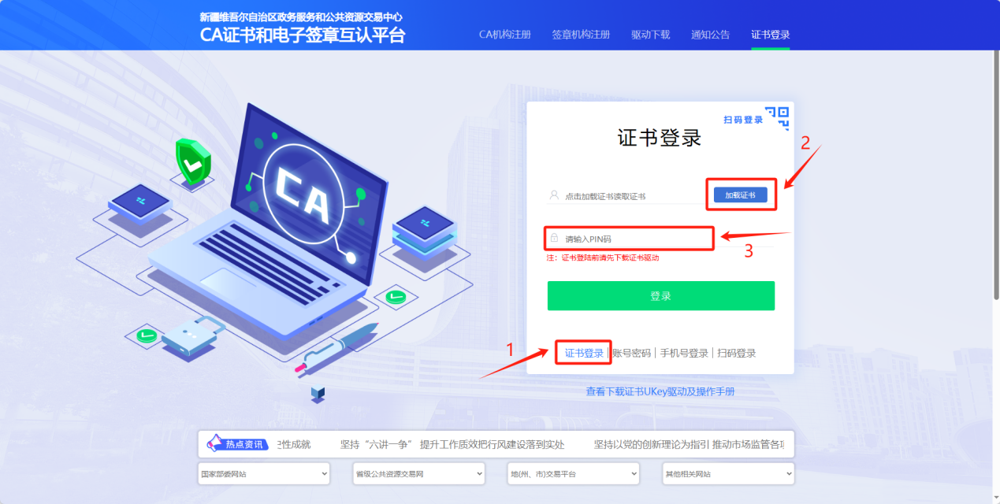 新疆维吾尔自治区政务服务和公共资源交易中心
CA证书和电子签章互认平台
CA机构注册 签章机构注册 驱动下载 通知公告 证书登录
扫码登录
证书登录
2
点击加载证书读取证书 加载证书
请输入PIN码
3
注：证书登陆前请先下载证书驱动
登录
1
证书登录|账号密码|手机号登录|扫码登录
查看下载证书UKey驱动及操作手册
CA
热点资讯 性成就 坚持“六讲一争” 提升工作质效把行风建设落到实处 坚持以党的创新理论为指引 推动市场监管各项
国家部委网站 省级公共资源交易网 地(州、市)交易平台 其他相关网站